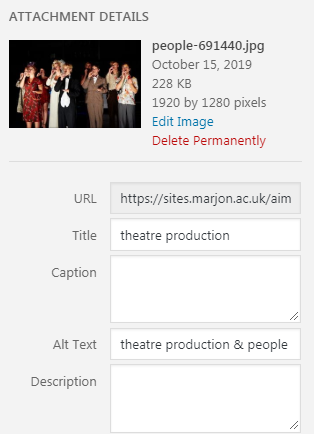 ATTACHMENT DETAILS
people-691440.jpg
October 15, 2019
228 KB
1920 by 1280 pixels
Edit Image
Delete Permanently
URL https://sites.marjon.ac.uk/aim
Title theatre production
Caption
Alt Text theatre production & people
Description